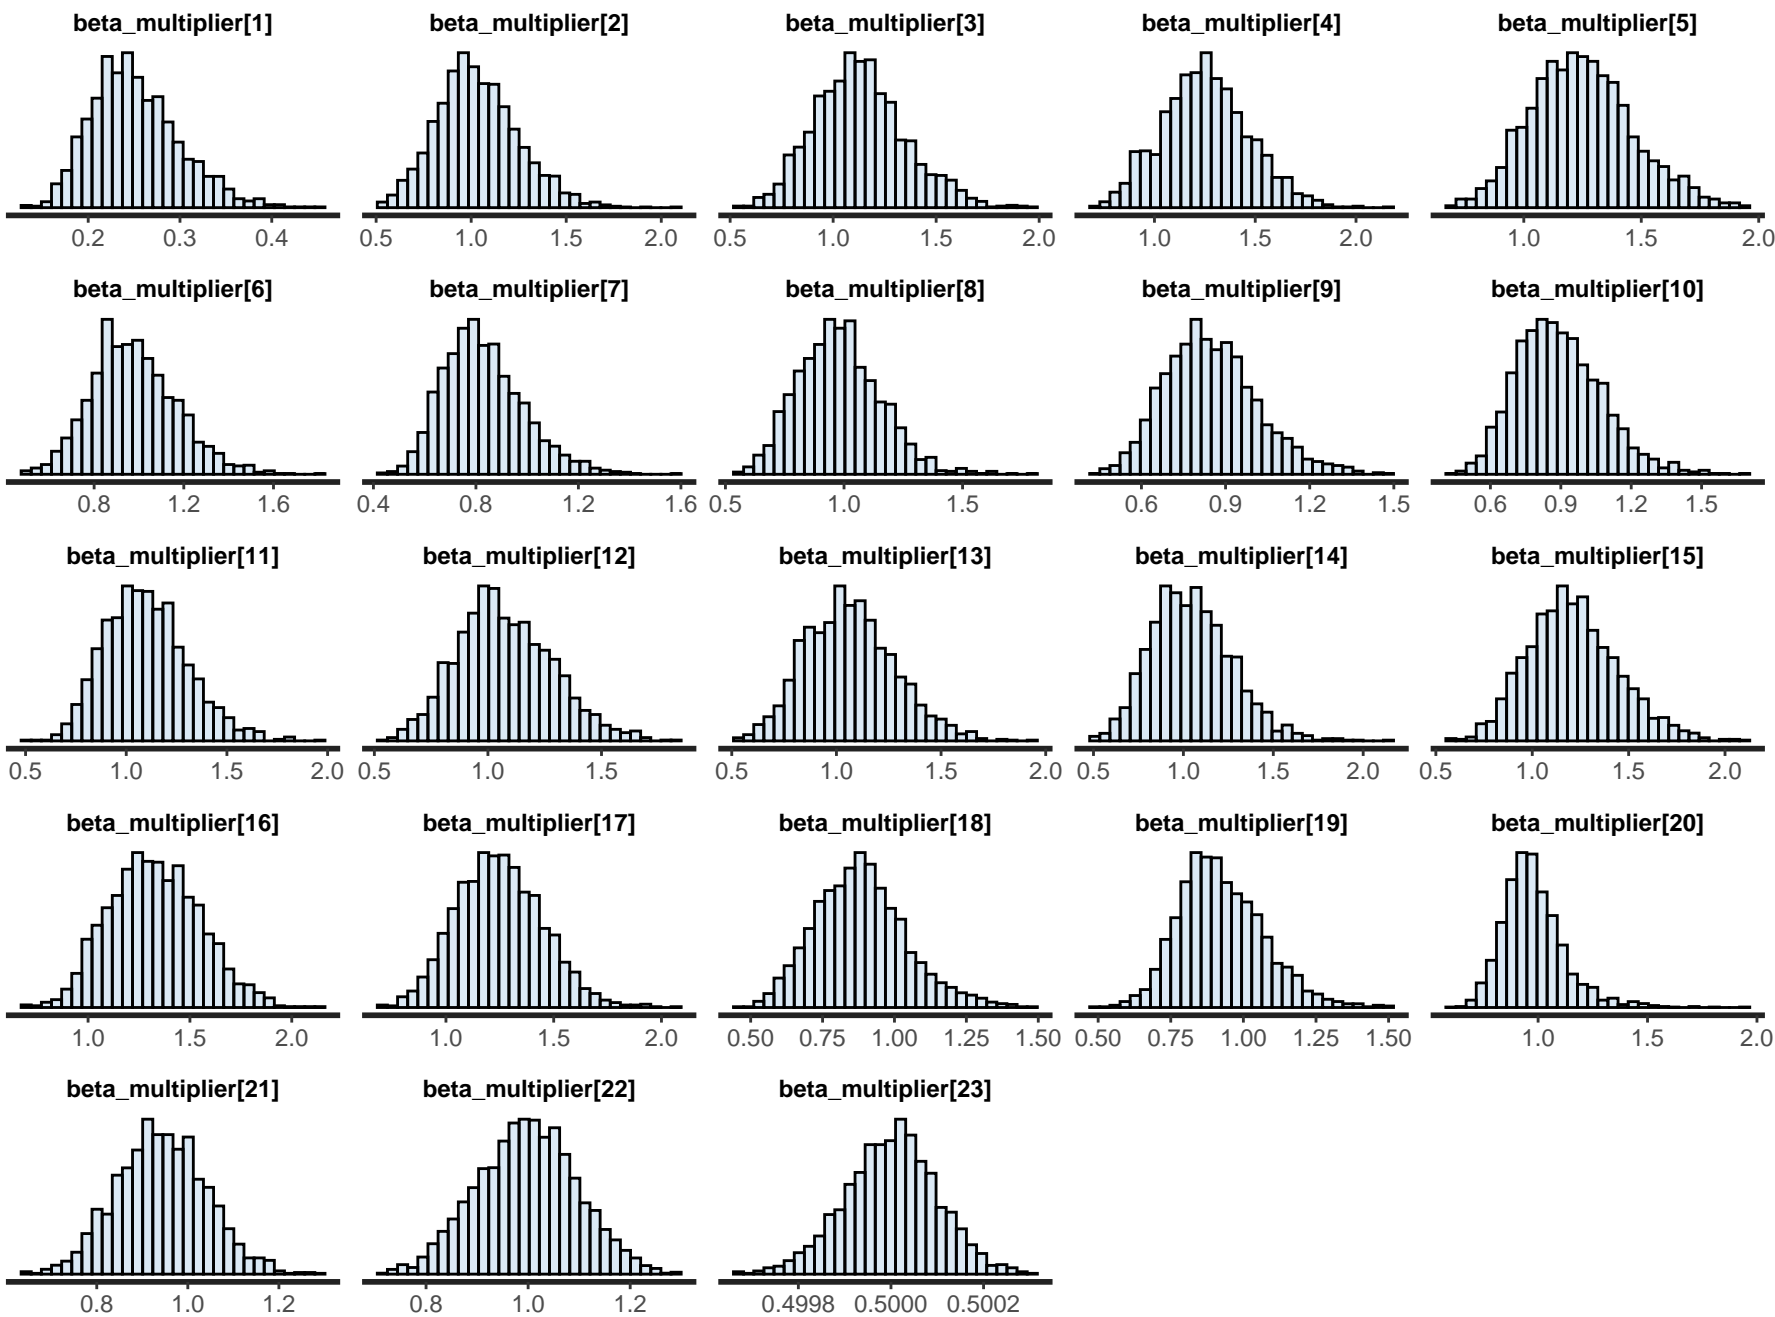 beta_multiplier[1] beta_multiplier[2] beta_multiplier[3] beta_multiplier[4] beta_multiplier[5]
0.2 0.3 0.4 0.5 1.0 1.5 2.0 0.5 1.0 1.5 2.0 1.0 1.5 2.0 1.0 1.5 2.0
beta_multiplier[6] beta_multiplier[7] beta_multiplier[8] beta_multiplier[9] beta_multiplier[10]
0.8 1.2 1.6 0.4 0.8 1.2 1.6 0.5 1.0 1.5 0.6 0.9 1.2 1.5 0.6 0.9 1.2 1.5
beta_multiplier[11] beta_multiplier[12] beta_multiplier[13] beta_multiplier[14] beta_multiplier[15]
0.5 1.0 1.5 2.0 0.5 1.0 1.5 0.5 1.0 1.5 2.0 0.5 1.0 1.5 2.0 0.5 1.0 1.5 2.0
beta_multiplier[16] beta_multiplier[17] beta_multiplier[18] beta_multiplier[19] beta_multiplier[20]
1.0 1.5 2.0 1.0 1.5 2.0 0.50 0.75 1.00 1.25 1.50 0.50 0.75 1.00 1.25 1.50 1.0 1.5 2.0
beta_multiplier[21] beta_multiplier[22] beta_multiplier[23]
0.8 1.0 1.2 0.8 1.0 1.2 0.4998 0.5000 0.5002